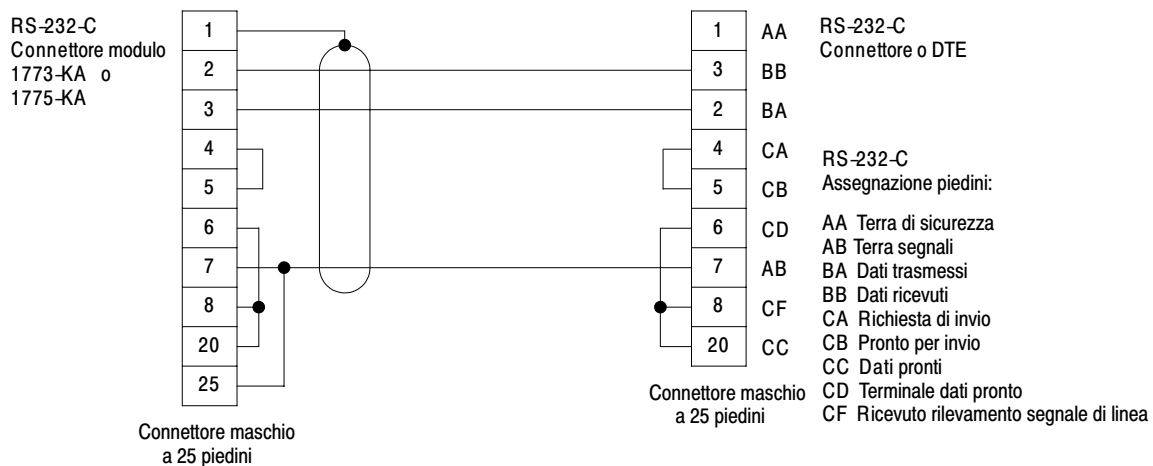 RS-232-C
Connettore modulo
1773-KA o
1775-KA
1
2
3
4
5
6
7
8
20
25
Connettore maschio
a 25 piedini
1 AA
3 BB
2 BA
4 CA
5 CB
6 CD
7 AB
8 CF
20 CC
Connettore maschio
a 25 piedini
RS-232-C
Connettore o DTE
RS-232-C
Assegnazione piedini:
AA Terra di sicurezza
AB Terra segnali
BA Dati trasmessi
BB Dati ricevuti
CA Richiesta di invio
CB Pronto per invio
CC Dati pronti
CD Terminale dati pronto
CF Ricevuto rilevamento segnale di linea